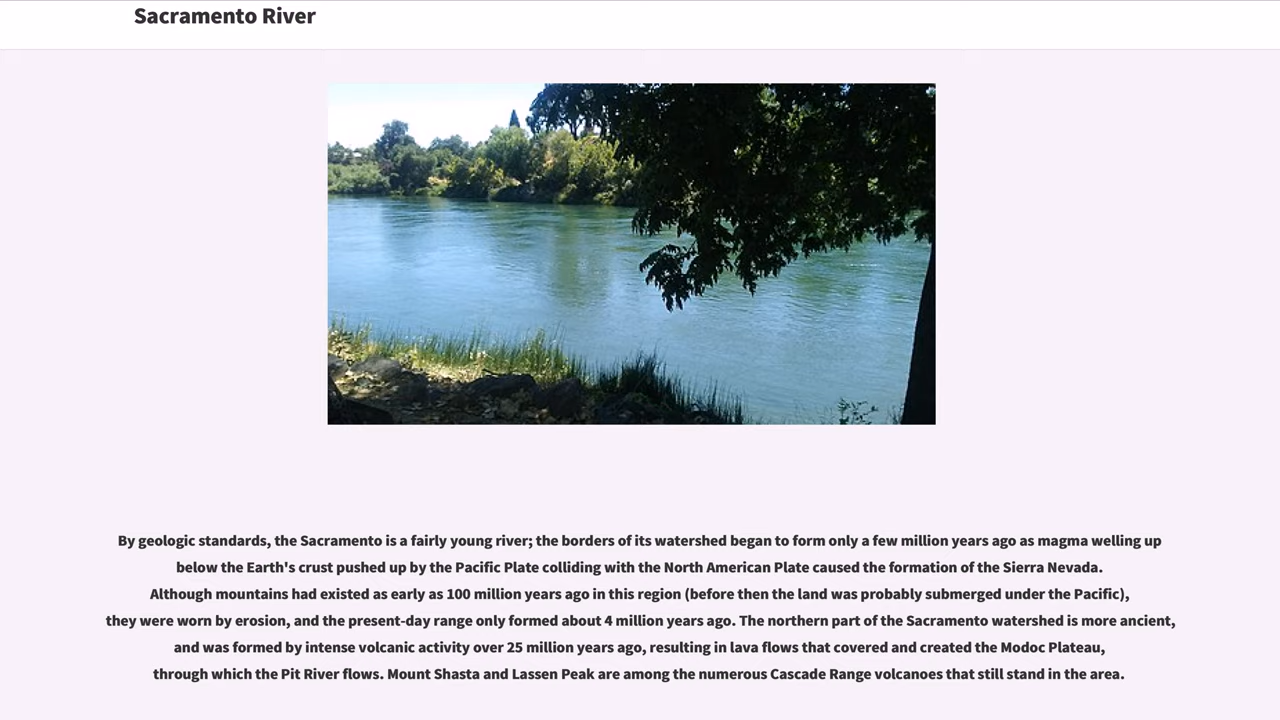 Sacramento River
By geologic standards, the Sacramento is a fairly young river; the borders of its watershed began to form only a few million years ago as magma welling up
below the Earth's crust pushed up by the Pacific Plate colliding with the North American Plate caused the formation of the Sierra Nevada.
Although mountains had existed as early as 100 million years ago in this region (before then the land was probably submerged under the Pacific),
they were worn by erosion, and the present-day range only formed about 4 million years ago. The northern part of the Sacramento watershed is more ancient,
and was formed by intense volcanic activity over 25 million years ago, resulting in lava flows that covered and created the Modoc Plateau,
through which the Pit River flows. Mount Shasta and Lassen Peak are among the numerous Cascade Range volcanoes that still stand in the area.